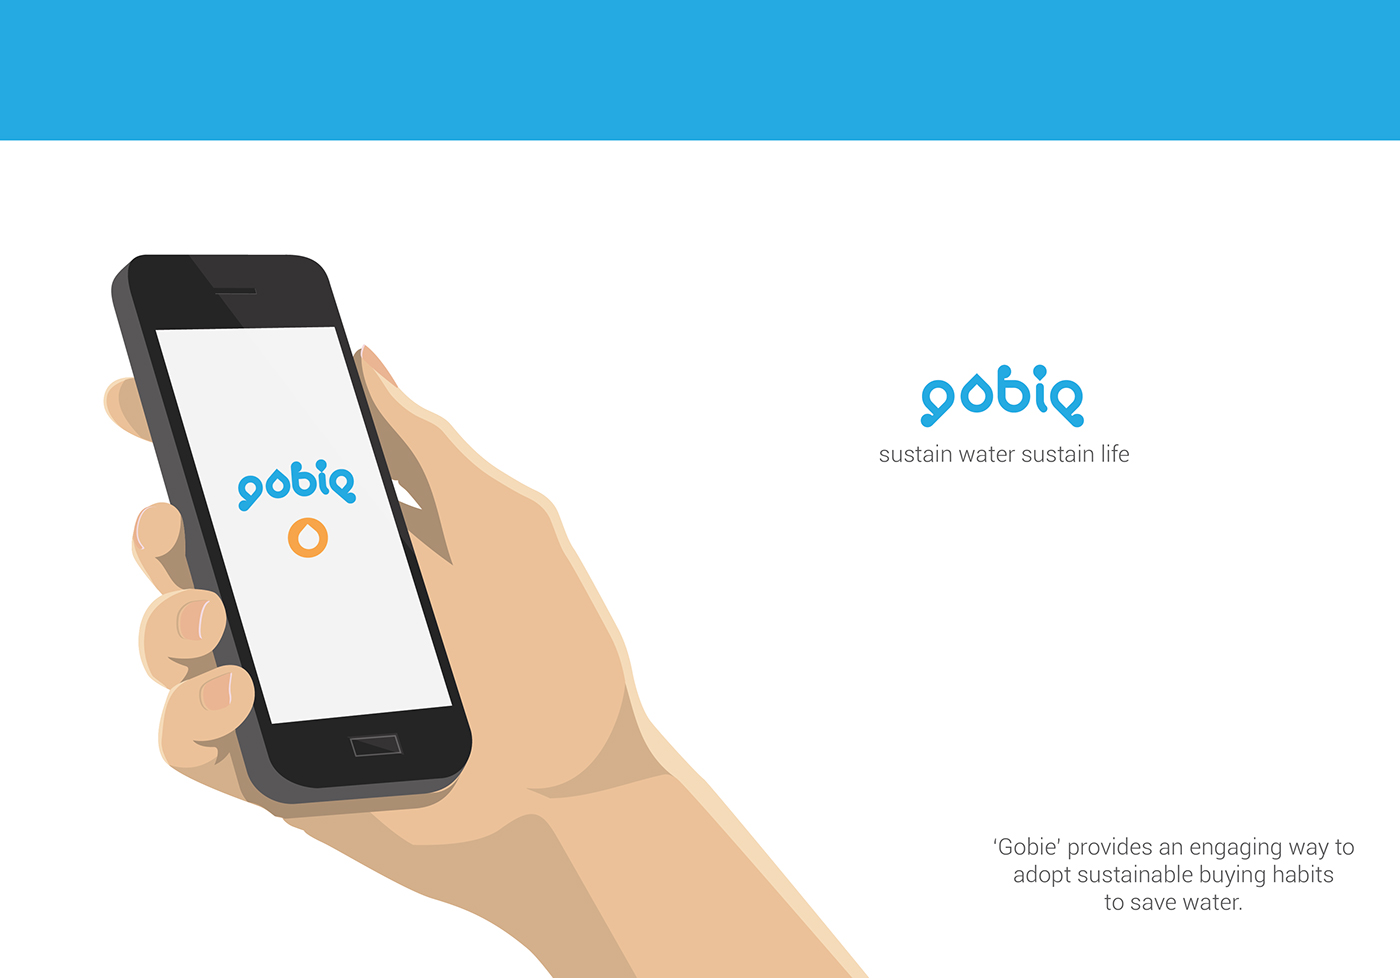 gobie
gobie
sustain water sustain life
‘Gobie’ provides an engaging way to
adopt sustainable buying habits
to save water.